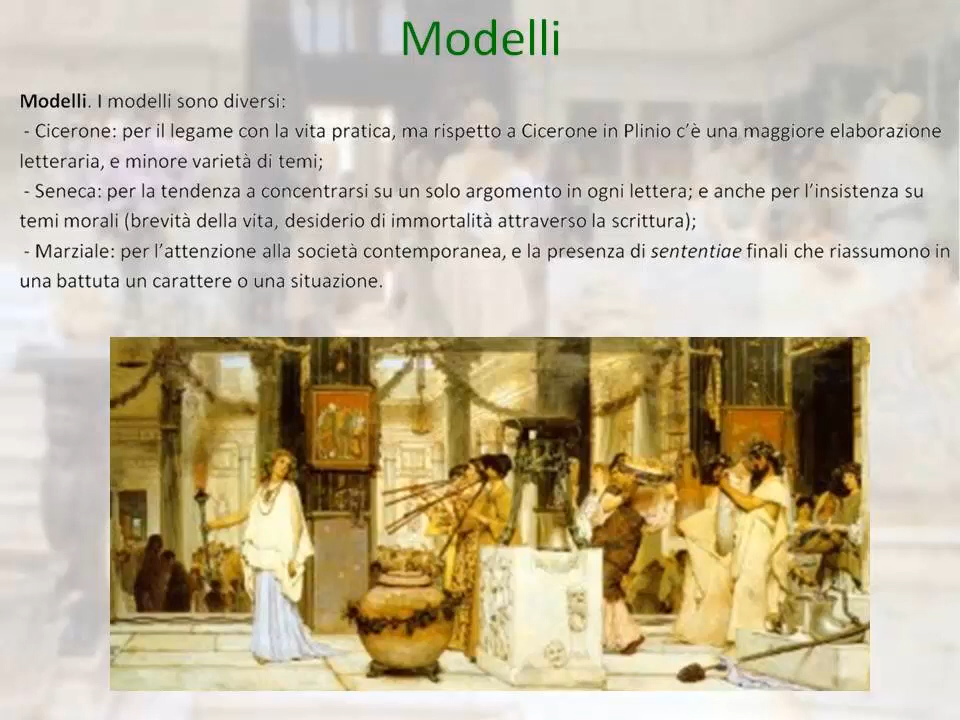 Modelli
Modelli. I modelli sono diversi:
- Cicerone: per il legame con la vita pratica, ma rispetto a Cicerone in Plinio c’è una maggiore elaborazione
letteraria, e minore varietà di temi;
- Seneca: per la tendenza a concentrarsi su un solo argomento in ogni lettera; e anche per l’insistenza su
temi morali (brevità della vita, desiderio di immortalità attraverso la scrittura);
- Marziale: per l’attenzione alla società contemporanea, e la presenza di sententiae finali che riassumono in
una battuta un carattere o una situazione.